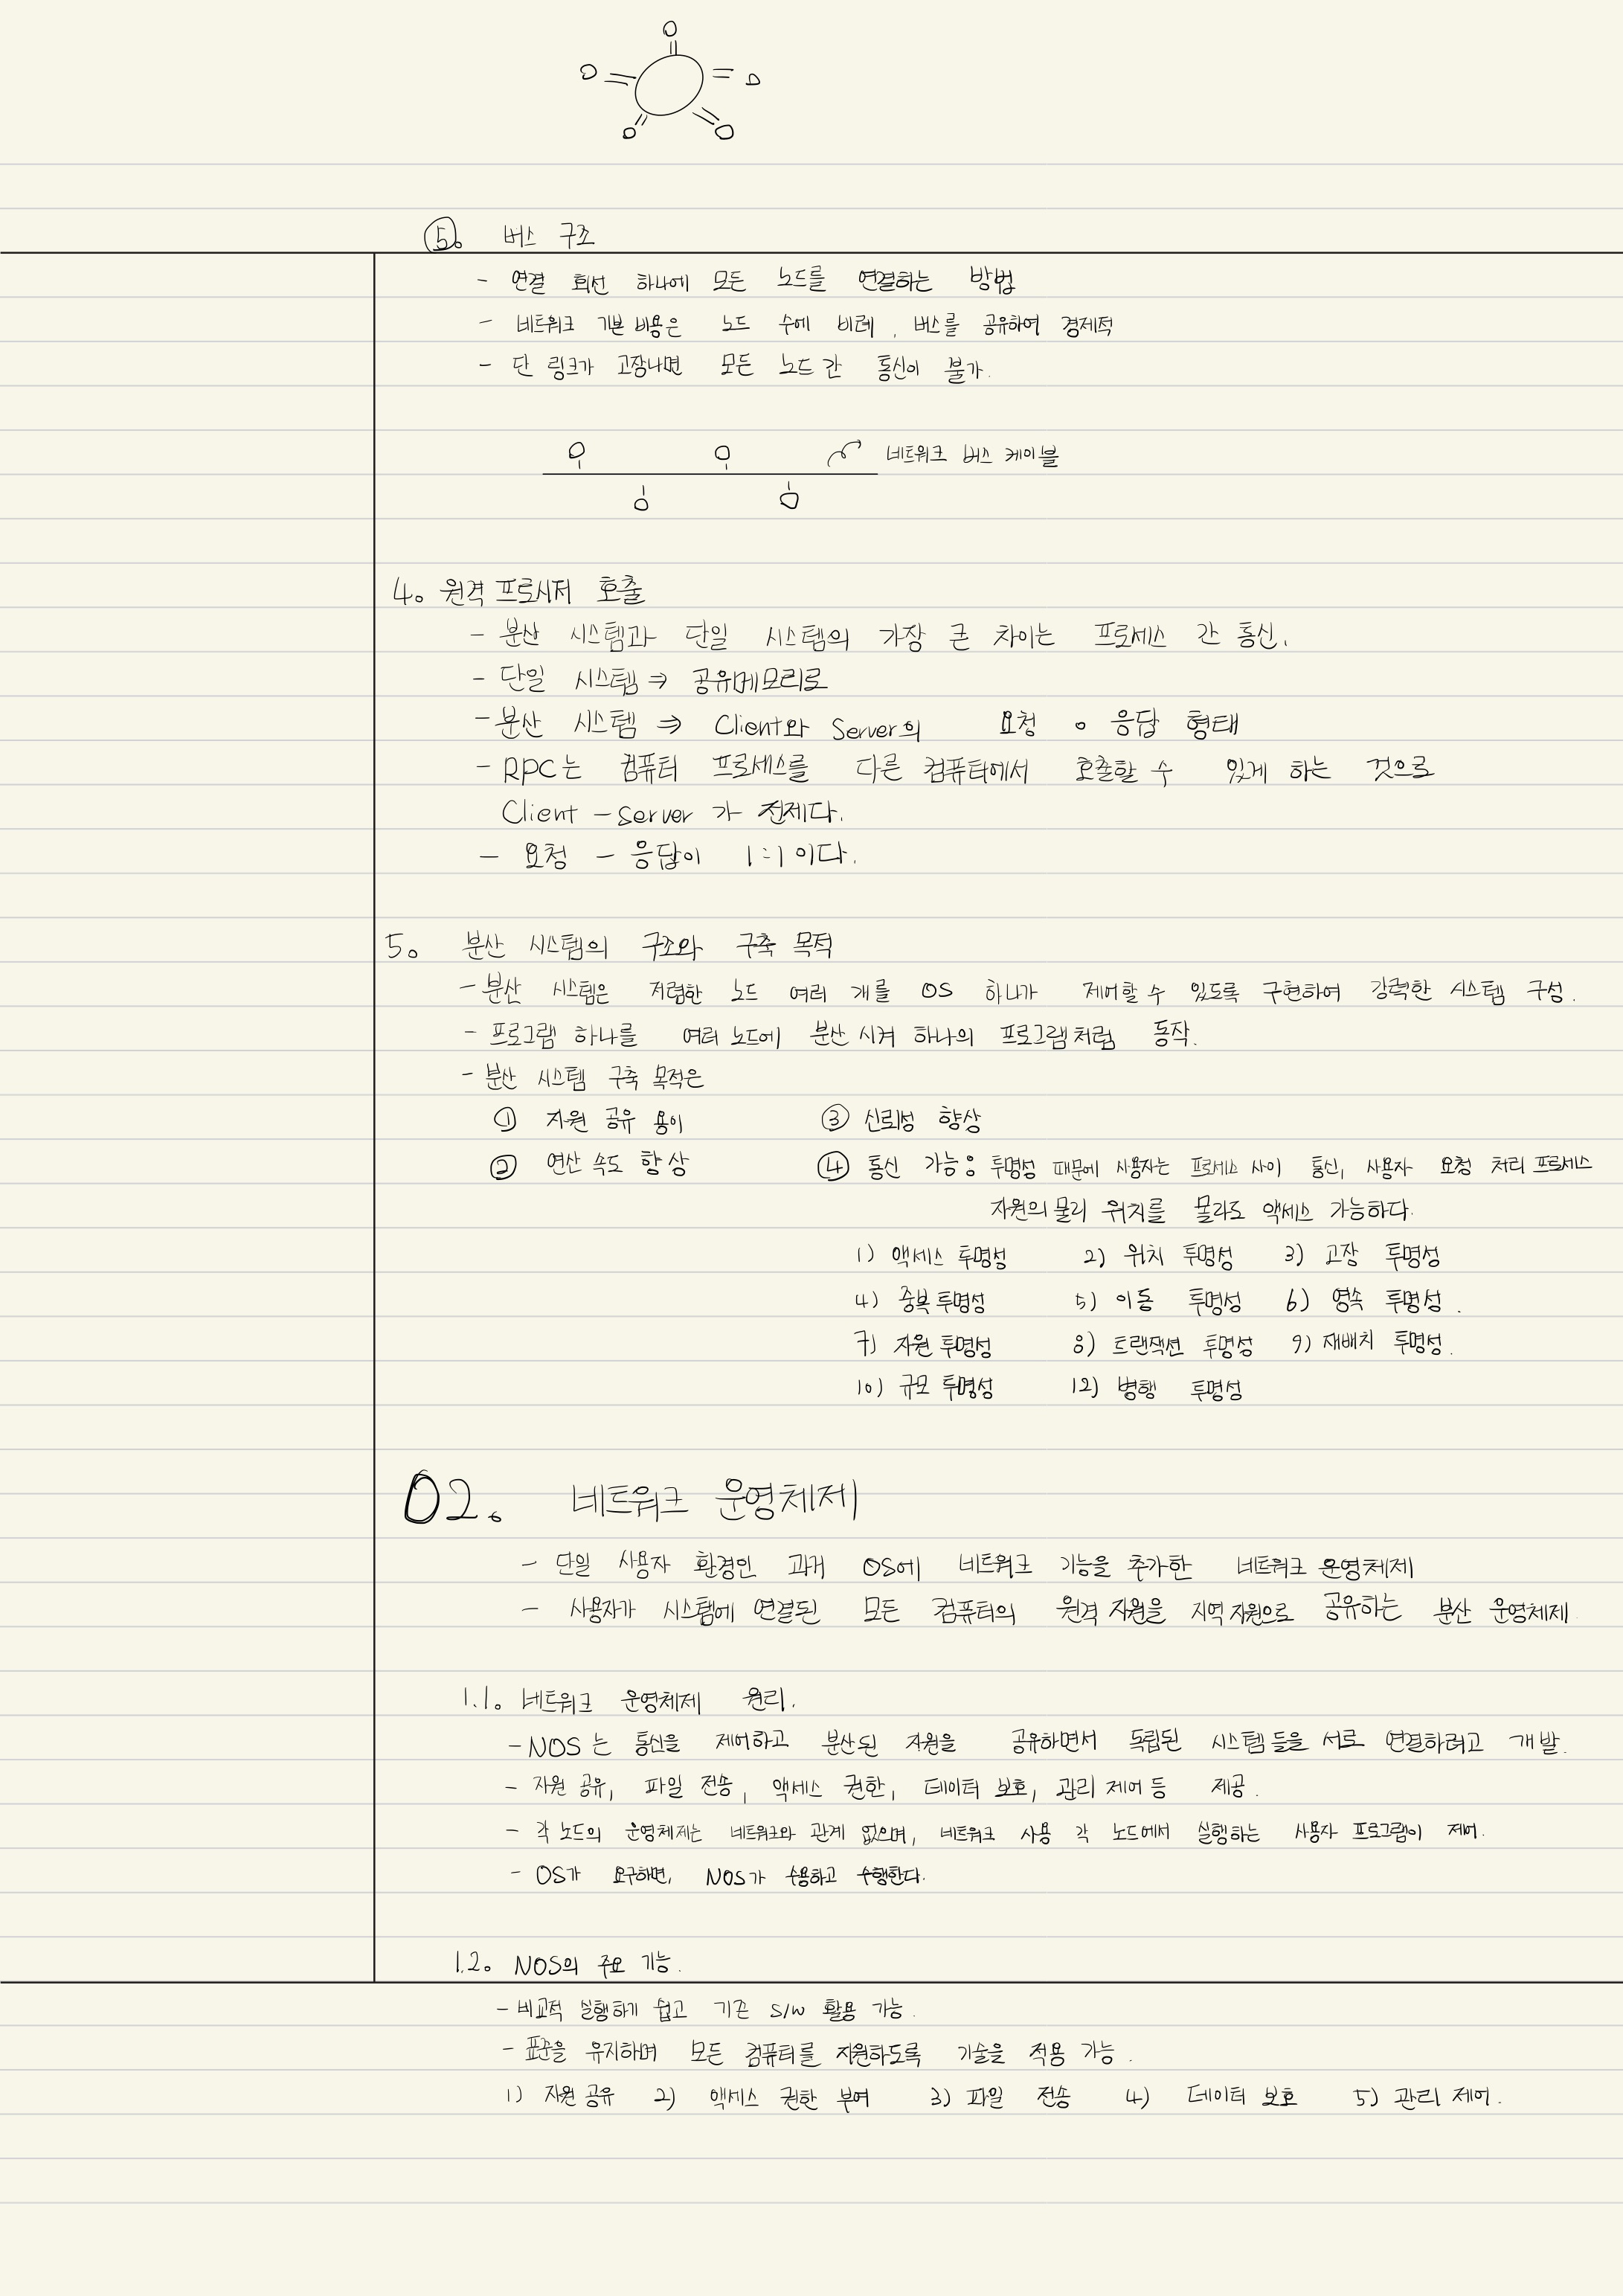 ⑤. 버스 구조
- 연결 회선 하나에 모든 노드를 연결하는 방법
- 네트워크 기본 비용은 노드 수에 비례, 버스를 공유하여 경제적
- 단 링크가 고장나면 모든 노드 간 통신이 불가.
네트워크 버스 케이블
4. 원격 프로시저 호출
- 분산 시스템과 단일 시스템의 가장 큰 차이는 프로세스 간 통신.
- 단일 시스템 ⇒ 공유메모리로
- 분산 시스템 ⇒ Client와 Server의 요청 ∘ 응답 형태
- RPC는 컴퓨터 프로세스를 다른 컴퓨터에서 호출할 수 있게 하는 것으로
Client - Server 가 전제다.
- 요청 - 응답이 1:1 이다.
5. 분산 시스템의 구조와 구축 목적
- 분산 시스템은 저렴한 노드 여러 개를 OS 하나가 제어할 수 있도록 구현하여 강력한 시스템 구성.
- 프로그램 하나를 여러 노드에 분산 시켜 하나의 프로그램처럼 동작.
- 분산 시스템 구축 목적은
① 자원 공유 용이 ③ 신뢰성 향상
② 연산 속도 향상 ④ 통신 가능: 투명성 때문에 사용자는 프로세스 사이 통신, 사용자 요청 처리 프로세스
자원의 물리 위치를 몰라도 액세스 가능하다.
1) 액세스 투명성 2) 위치 투명성 3) 고장 투명성
4) 중복 투명성 5) 이동 투명성 6) 영속 투명성.
7) 자원 투명성 8) 트랜잭션 투명성 9) 재배치 투명성.
10) 규모 투명성 12) 병행 투명성
02. 네트워크 운영체제
- 단일 사용자 환경인 과거 OS에 네트워크 기능을 추가한 네트워크 운영체제
- 사용자가 시스템에 연결된 모든 컴퓨터의 원격 자원을 지역 자원으로 공유하는 분산 운영체제
1.1. 네트워크 운영체제 원리.
- NOS 는 통신을 제어하고 분산된 자원을 공유하면서 독립된 시스템 들을 서로 연결하려고 개발.
- 자원 공유, 파일 전송, 액세스 권한, 데이터 보호, 관리 제어 등 제공.
- 각 노드의 운영체제는 네트워크와 관계 없으며, 네트워크 사용 각 노드에서 실행하는 사용자 프로그램이 제어.
- OS가 요구하면, NOS가 수용하고 수행한다.
1.2. NOS의 주요 기능.
- 비교적 실행하기 쉽고 기존 S/W 활용 가능.
- 표준을 유지하며 모든 컴퓨터를 지원하도록 기술을 적용 가능.
1) 자원 공유 2) 액세스 권한 부여 3) 파일 전송 4) 데이터 보호 5) 관리 제어.